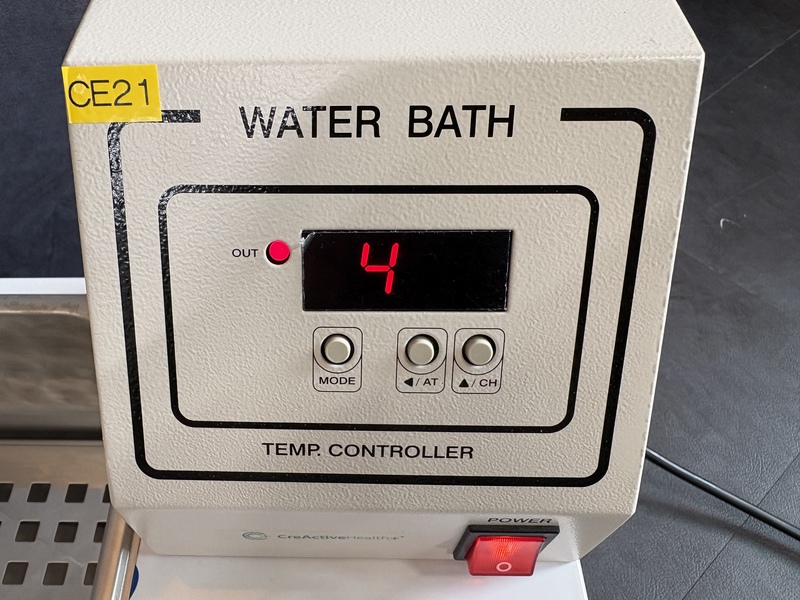 CE21
WATER BATH
OUT
4
MODE
◀/AT
▲/CH
TEMP. CONTROLLER
POWER
CreActiveHealth+